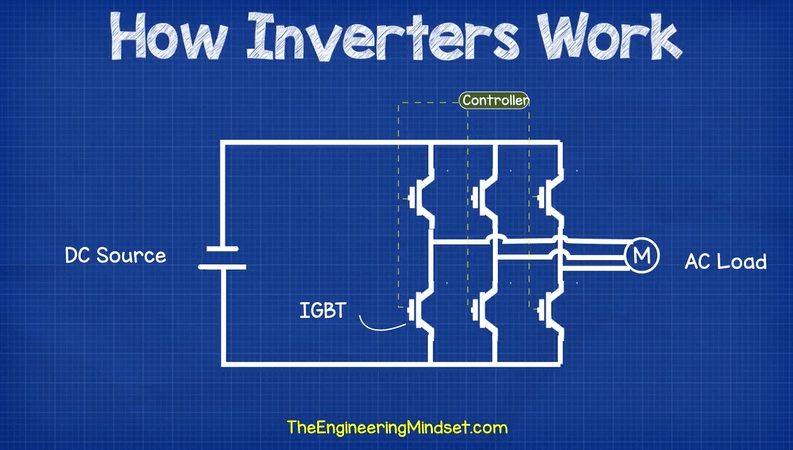 How Inverters Work
Controller
DC Source
M
AC Load
IGBT
TheEngineeringMindset.com